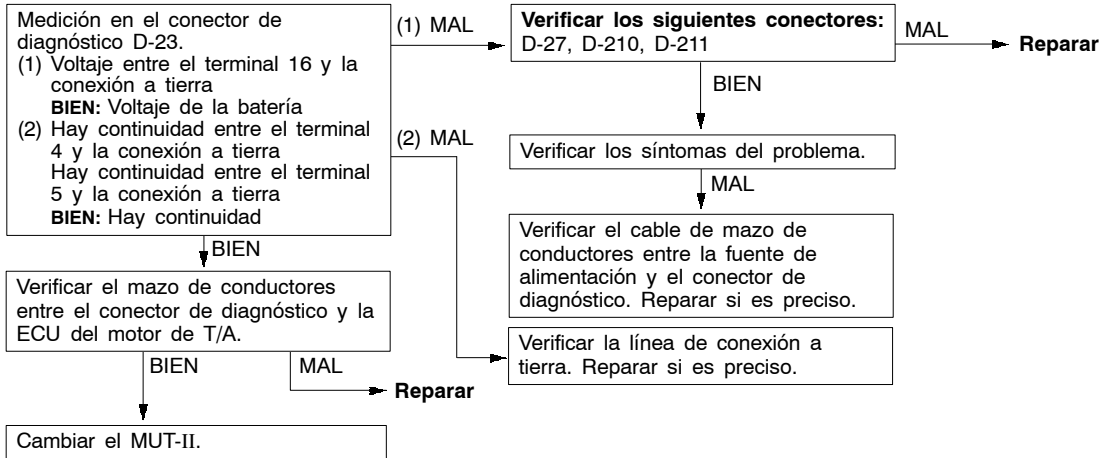 Medición en el conector de
diagnóstico D-23.
(1) Voltaje entre el terminal 16 y la
conexión a tierra
BIEN: Voltaje de la batería
(2) Hay continuidad entre el terminal
4 y la conexión a tierra
Hay continuidad entre el terminal
5 y la conexión a tierra
BIEN: Hay continuidad
(1) MAL
Verificar los siguientes conectores:
D-27, D-210, D-211
MAL
Reparar
BIEN
Verificar los síntomas del problema.
MAL
Verificar el cable de mazo de
conductores entre la fuente de
alimentación y el conector de
diagnóstico. Reparar si es preciso.
(2) MAL
Verificar la línea de conexión a
tierra. Reparar si es preciso.
BIEN
Verificar el mazo de conductores
entre el conector de diagnóstico y la
ECU del motor de T/A.
BIEN
MAL
Reparar
Cambiar el MUT-II.